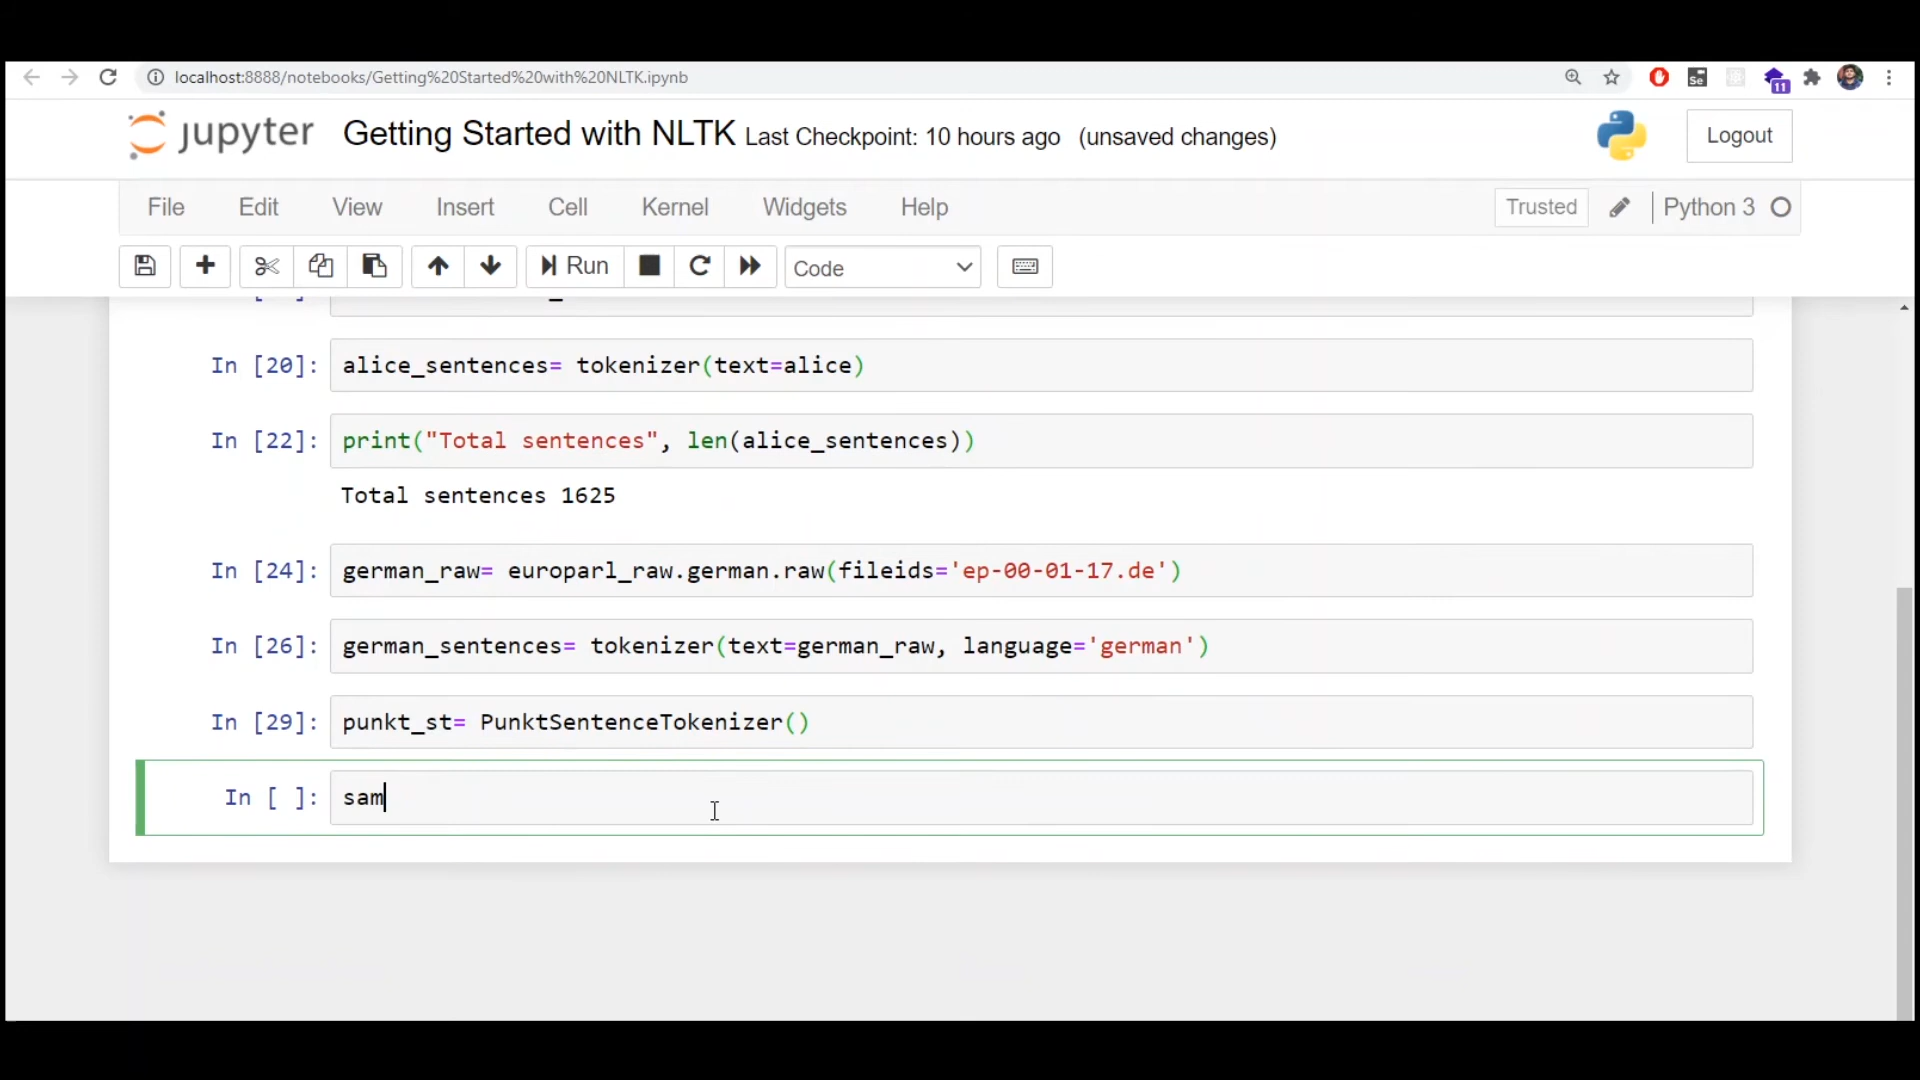 localhost:8888/notebooks/Getting%20Started%20with%20NLTK.ipynb
Se
11
jupyter Getting Started with NLTK Last Checkpoint: 10 hours ago (unsaved changes)
Logout
File Edit View Insert Cell Kernel Widgets Help
Trusted
Python 3
Run
Code
In [20]: alice_sentences= tokenizer(text=alice)
In [22]: print("Total sentences", len(alice_sentences))
Total sentences 1625
In [24]: german_raw= europarl_raw.german.raw(fileids='ep-00-01-17.de')
In [26]: german_sentences= tokenizer(text=german_raw, language='german')
In [29]: punkt_st= PunktSentenceTokenizer()
In [ ]: sam